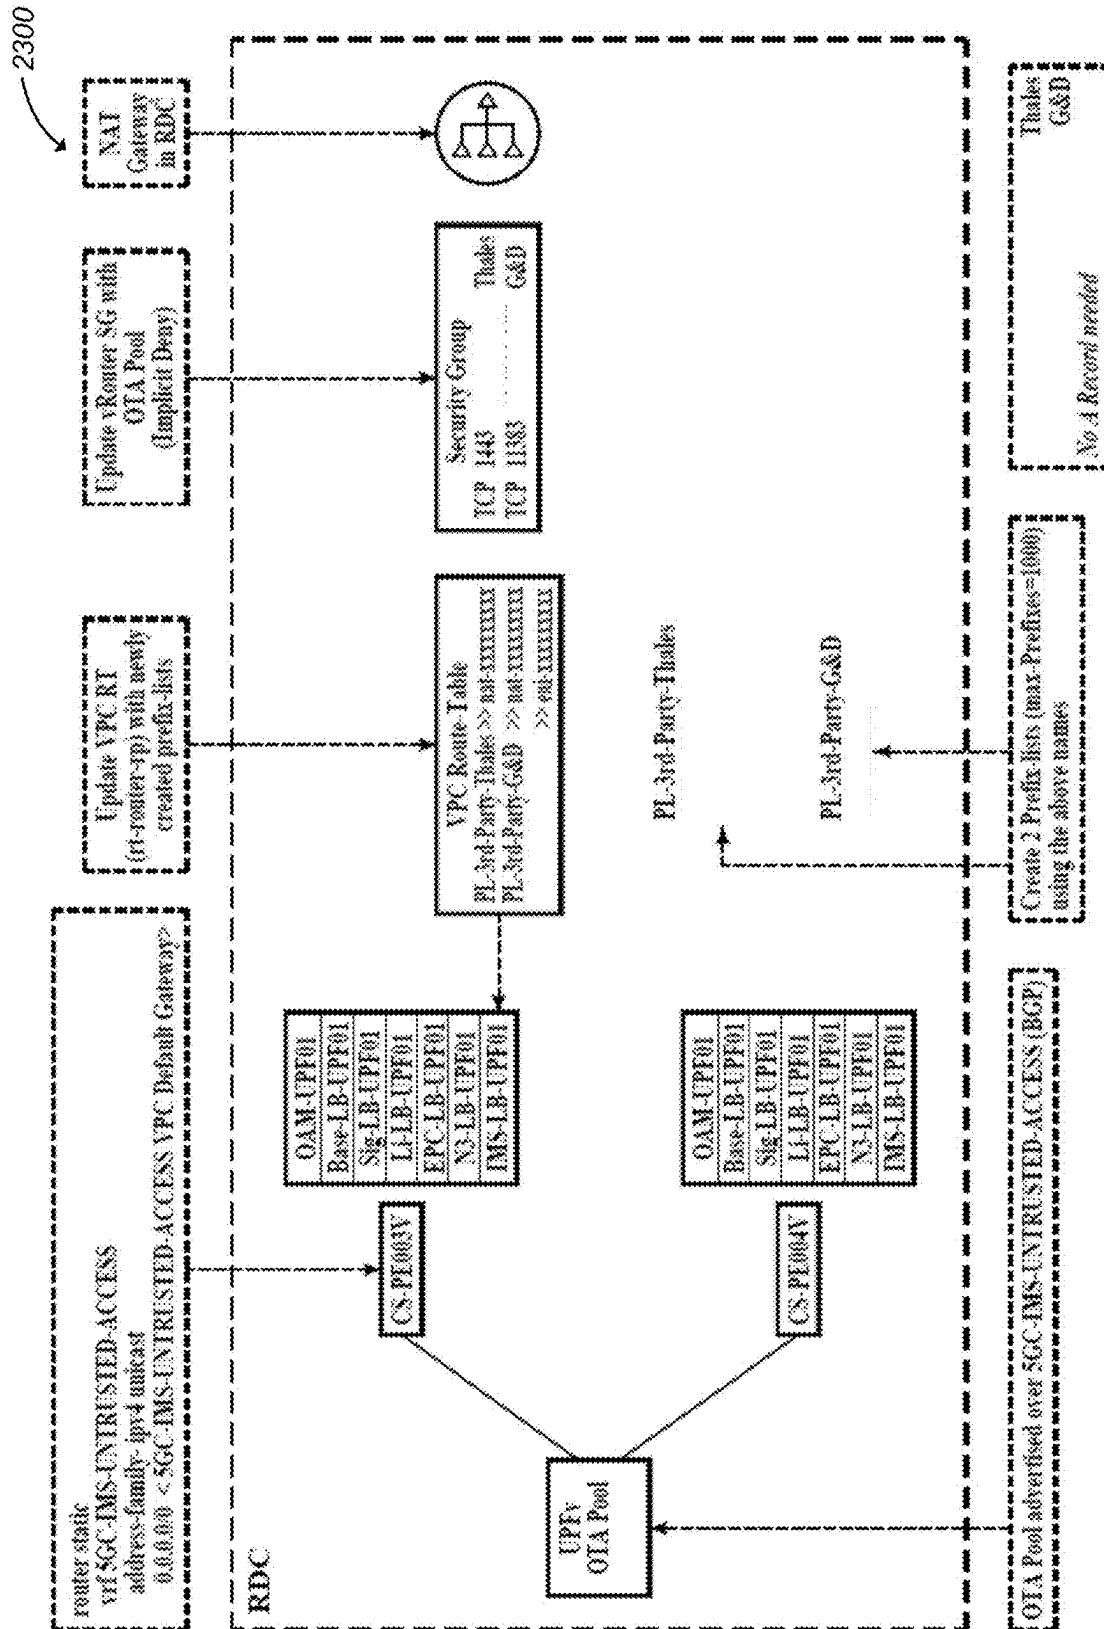 2300
router static
vrf 5GC-IMS-UNTRUSTED-ACCESS
address-family- ipv4 unicast
0.0.0.0/0 < 5GC-IMS-UNTRUSTED-ACCESS VPC Default Gateway>
Update VPC RT
(rt-router-rp) with newly
created prefix-lists
Update vRouter SG with
OTA Pool
(Implicit Deny)
NAT
Gateway
in RDC
RDC
UPFv
OTA Pool
CS-PE003V
OAM-UPF01
Base-LB-UPF01
Sig-LB-UPF01
Li-LB-UPF01
EPC-LB-UPF01
N3-LB-UPF01
IMS-LB-UPF01
VPC Route-Table
PL-3rd-Party-Thales >> nat-xxxxxxxxx
PL-3rd-Party-G&D >> nat-xxxxxxxxx
>> eni-xxxxxxxxx
Security Group
TCP 1443 Thales
TCP 11383 G&D
CS-PE004V
OAM-UPF01
Base-LB-UPF01
Sig-LB-UPF01
Li-LB-UPF01
EPC-LB-UPF01
N3-LB-UPF01
IMS-LB-UPF01
PL-3rd-Party-Thales
PL-3rd-Party-G&D
OTA Pool advertised over 5GC-IMS-UNTRUSTED-ACCESS (BGP)
Create 2 Prefix-lists (max-Prefixes=1000)
using the above names
Thales
G&D
No A Record needed